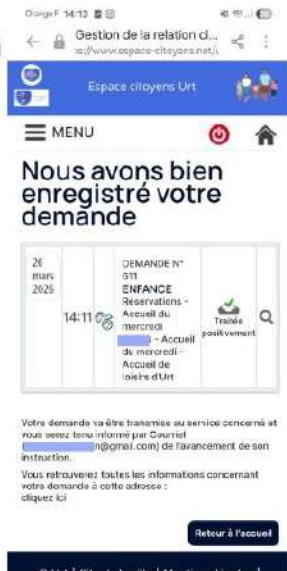 Orange F 14:13
Gestion de la relation ci...
Espace citoyens Urt
MENU
Nous avons bien
enregistré votre
demande
26
mars
2025
14:11
DEMANDE N°
611
ENFANCE
Réservations -
Accueil du
mercredi
- Accueil
du mercredi -
Accueil de
loisirs d'Urt
Traitée
positivement
Votre demande va être transmise au service concerné et
vous serez tenu informé par Courriel
(n@gmail.com) de l'avancement de son
instruction.
Vous retrouverez toutes les informations concernant
votre demande à cette adresse :
cliquez ici
Retour à l'accueil